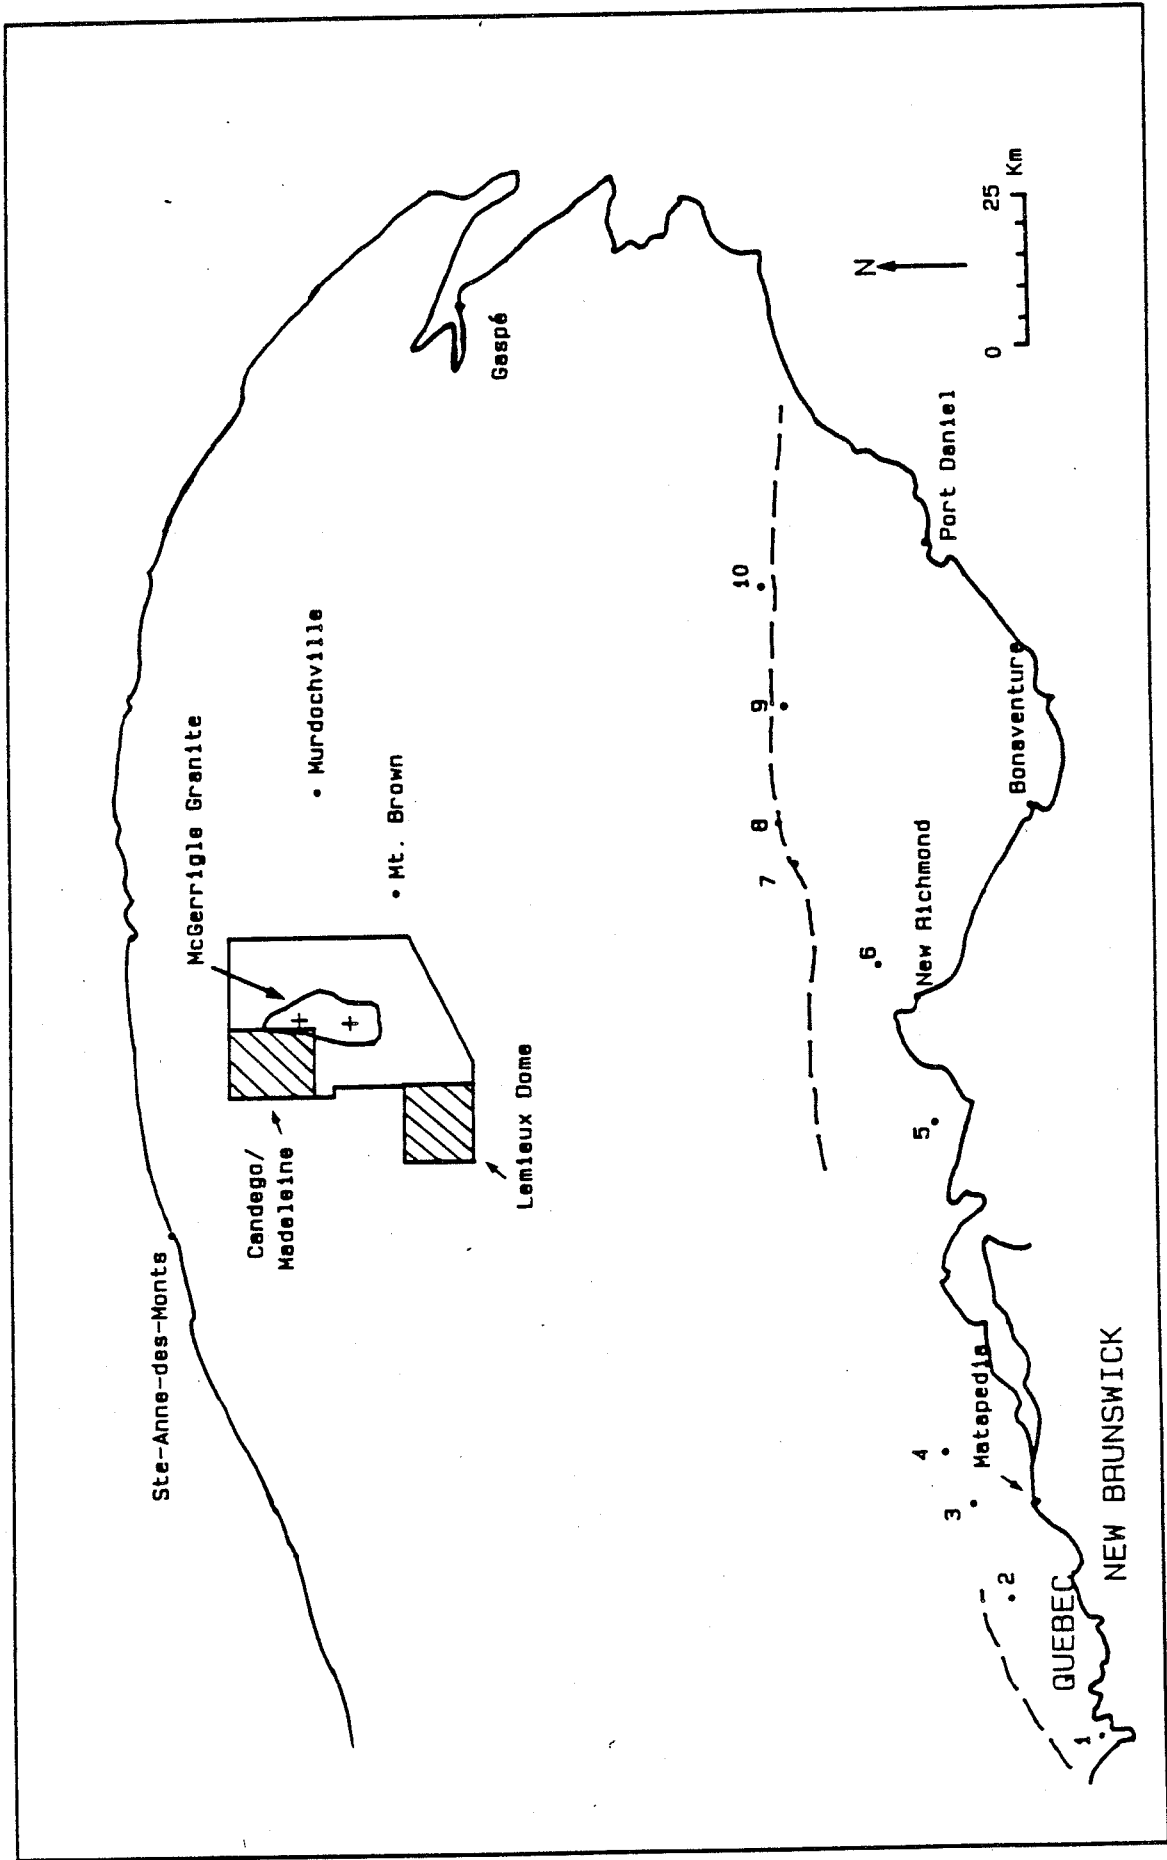 Ste-Anne-des-Monts
Candego/
Madeleine
McGerrigle Granite
• Murdochville
• Mt. Brown
Lemieux Dome
Gaspé
N
0 25 Km
10
9
8
7
6
5
4
3
2
1
Port Daniel
Bonaventure
New Richmond
Matapedia
QUEBEC
NEW BRUNSWICK